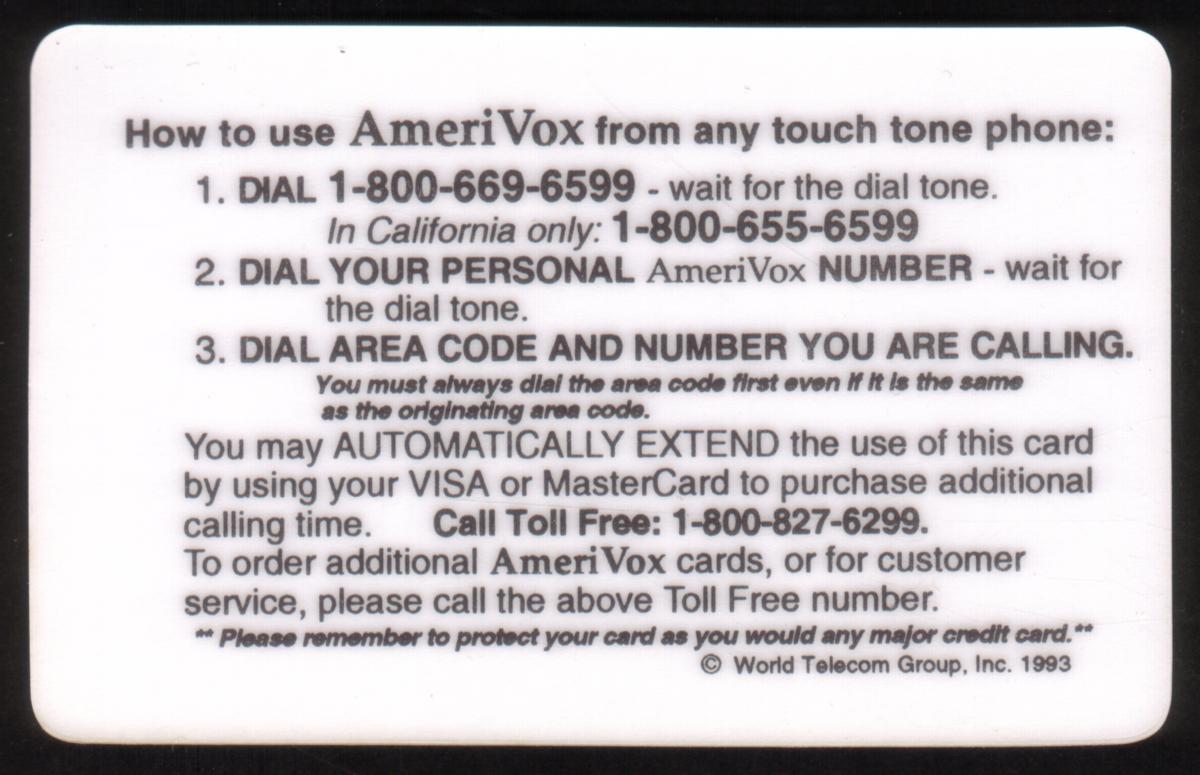 How to use AmeriVox from any touch tone phone:
1. DIAL 1-800-669-6599 - wait for the dial tone.
In California only: 1-800-655-6599
2. DIAL YOUR PERSONAL AmeriVox NUMBER - wait for
the dial tone.
3. DIAL AREA CODE AND NUMBER YOU ARE CALLING.
You must always dial the area code first even if it is the same
as the originating area code.
You may AUTOMATICALLY EXTEND the use of this card
by using your VISA or MasterCard to purchase additional
calling time. Call Toll Free: 1-800-827-6299.
To order additional AmeriVox cards, or for customer
service, please call the above Toll Free number.
** Please remember to protect your card as you would any major credit card.**
© World Telecom Group, Inc. 1993